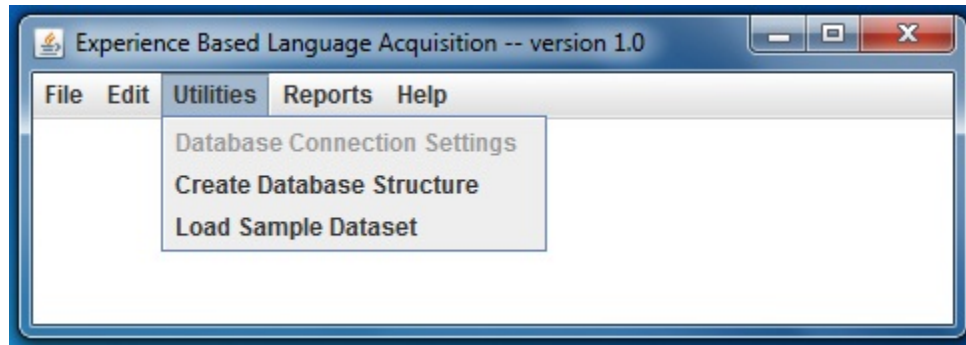 Experience Based Language Acquisition -- version 1.0
File Edit Utilities Reports Help
Database Connection Settings
Create Database Structure
Load Sample Dataset